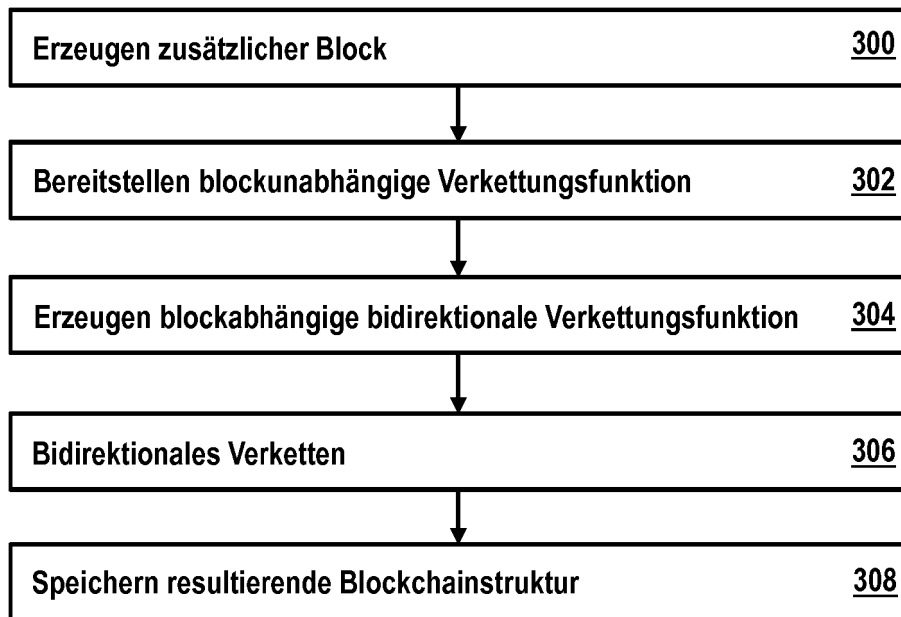 Erzeugen zusätzlicher Block 300
Bereitstellen blockunabhängige Verkettungsfunktion 302
Erzeugen blockabhängige bidirektionale Verkettungsfunktion 304
Bidirektionales Verketten 306
Speichern resultierende Blockchainstruktur 308